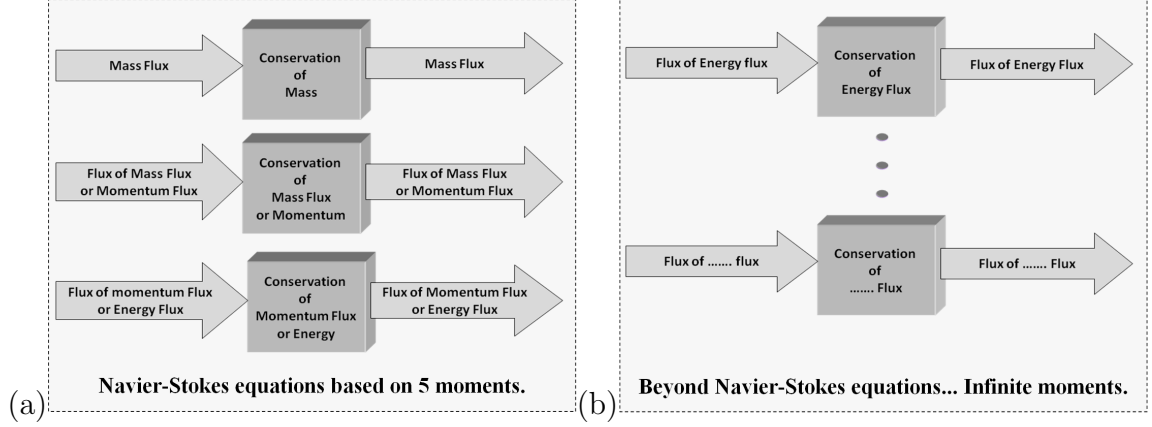 Mass Flux
Conservation
of
Mass
Mass Flux
Flux of Mass Flux
or Momentum Flux
Conservation
of
Mass Flux
or Momentum
Flux of Mass Flux
or Momentum Flux
Flux of momentum Flux
or Energy Flux
Conservation
of
Momentum Flux
or Energy
Flux of Momentum Flux
or Energy Flux
Navier-Stokes equations based on 5 moments.
(a)
Flux of Energy flux
Conservation
of
Energy Flux
Flux of Energy Flux
Flux of ....... flux
Conservation
of
....... Flux
Flux of ....... Flux
Beyond Navier-Stokes equations... Infinite moments.
(b)